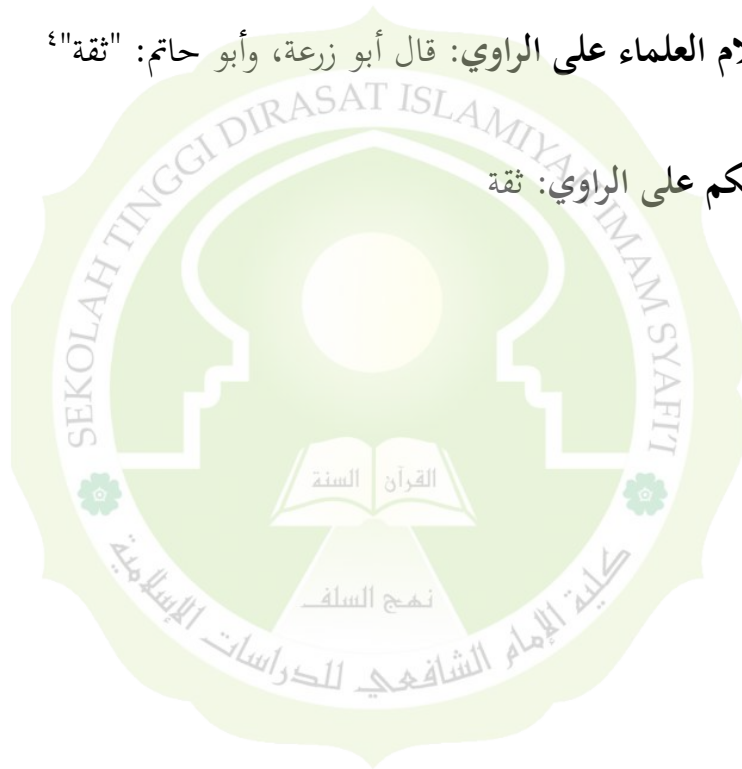 لام العلماء على الراوي: قال أبو زرعة، وأبو حاتم: "ثقة"٤
كم على الراوي: ثقة
SEKOLAH TINGGI DIRASAT ISLAMIYAH IMAM SYAFI'I
القرآن السنة
نهج السلف
كلية الإمام الشافعي للدراسات الإسلامية